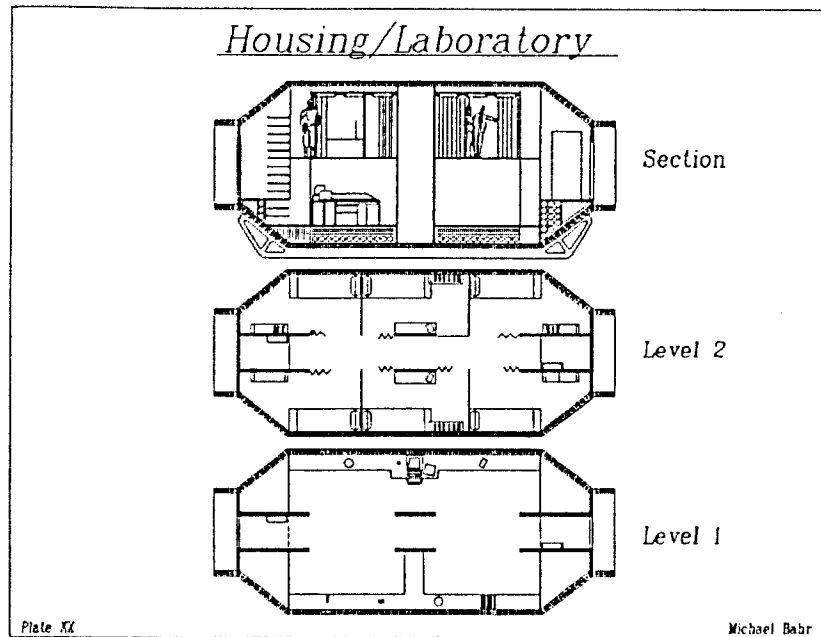 Housing/Laboratory
Section
Level 2
Level 1
Plate XX
Michael Bahr